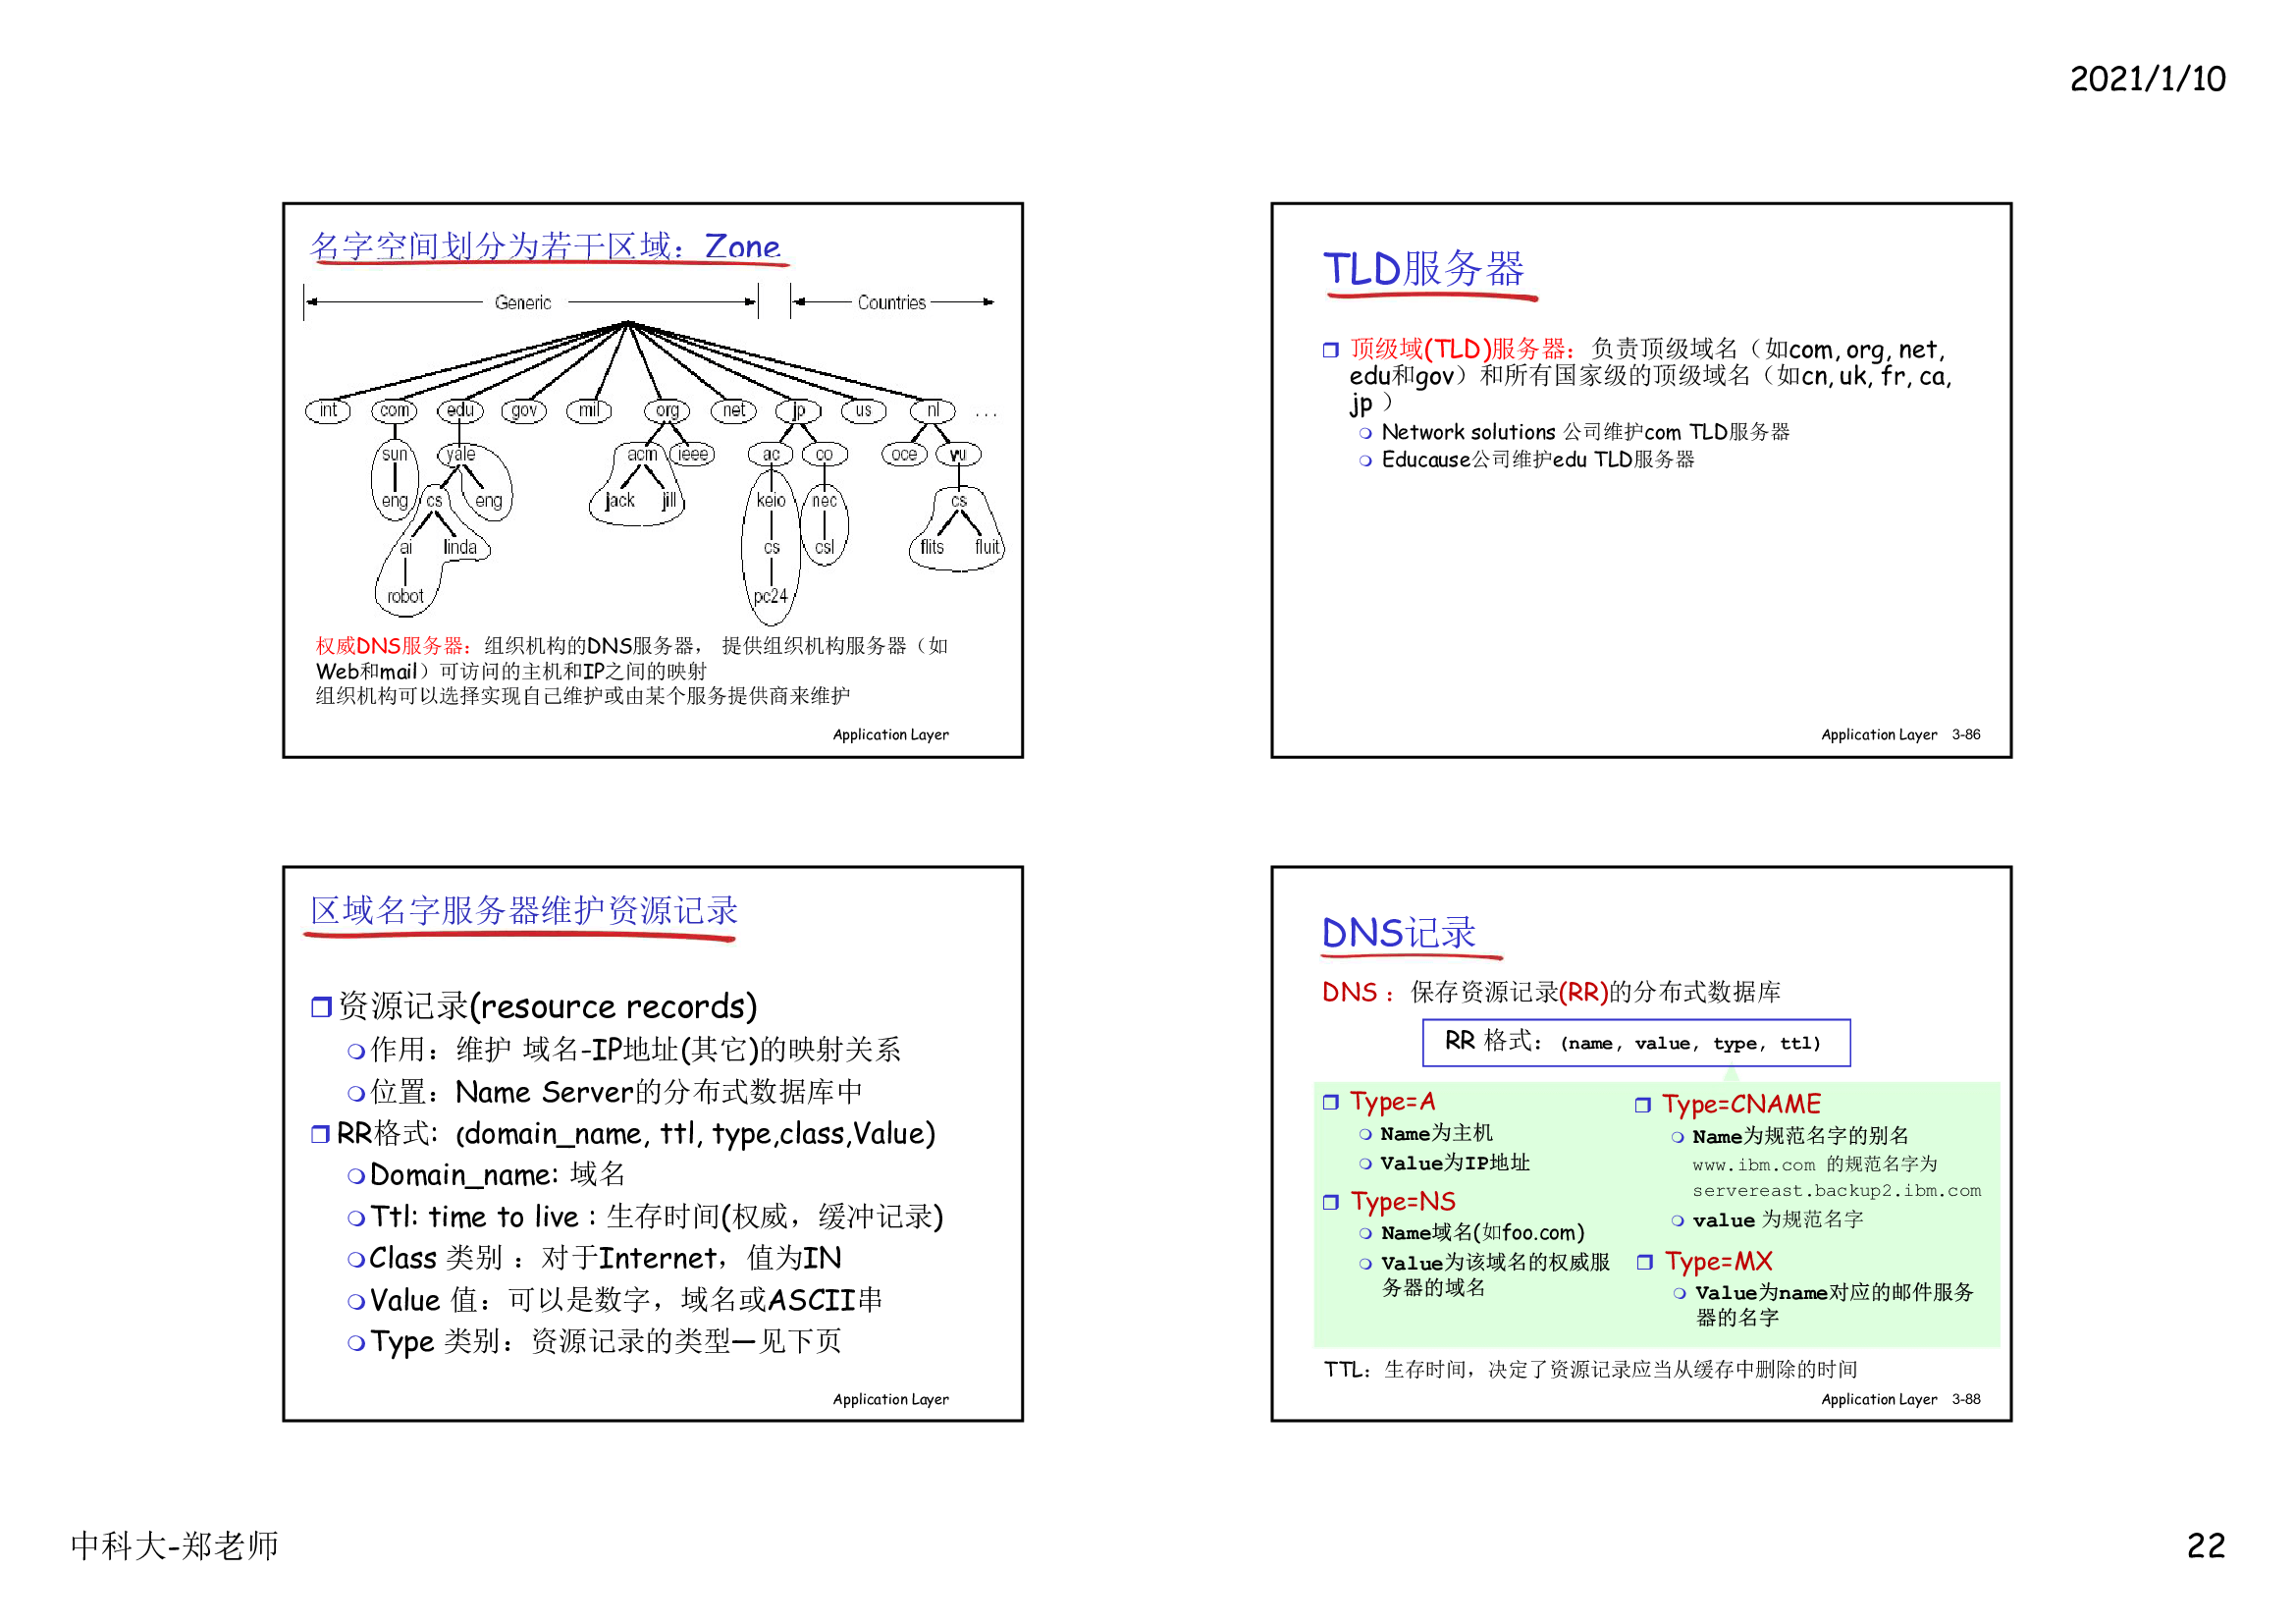 2021/1/10
名字空间划分为若干区域：Zone
Generic
Countries
int com edu gov mil org net jp us nl ...
sun yale acm ieee ac co oce vu
eng cs eng jack jill keio nec cs
ai linda cs csl flits fluit
robot pc24
权威DNS服务器：组织机构的DNS服务器， 提供组织机构服务器（如
Web和mail）可访问的主机和IP之间的映射
组织机构可以选择实现自己维护或由某个服务提供商来维护
Application Layer
TLD服务器
顶级域(TLD)服务器：负责顶级域名（如com, org, net,
edu和gov）和所有国家级的顶级域名（如cn, uk, fr, ca,
jp ）
Network solutions 公司维护com TLD服务器
Educause公司维护edu TLD服务器
Application Layer 3-86
区域名字服务器维护资源记录
资源记录(resource records)
作用：维护 域名-IP地址(其它)的映射关系
位置：Name Server的分布式数据库中
RR格式: (domain_name, ttl, type,class,Value)
Domain_name: 域名
Ttl: time to live : 生存时间(权威，缓冲记录)
Class 类别 ：对于Internet，值为IN
Value 值：可以是数字，域名或ASCII串
Type 类别：资源记录的类型—见下页
Application Layer
DNS记录
DNS ：保存资源记录(RR)的分布式数据库
RR 格式：(name, value, type, ttl)
Type=A
Name为主机
Value为IP地址
Type=NS
Name域名(如foo.com)
Value为该域名的权威服
务器的域名
Type=CNAME
Name为规范名字的别名
www.ibm.com 的规范名字为
servereast.backup2.ibm.com
value 为规范名字
Type=MX
Value为name对应的邮件服务
器的名字
TTL：生存时间，决定了资源记录应当从缓存中删除的时间
Application Layer 3-88
中科大-郑老师
22